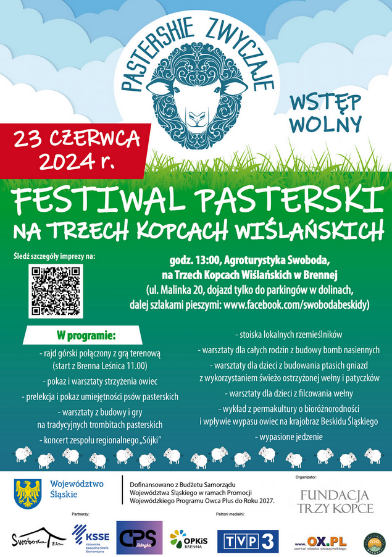 PASTERSKIE ZWYCZAJE
WSTĘP
WOLNY
23 CZERWCA
2024 r.
FESTIWAL PASTERSKI
NA TRZECH KOPCACH WIŚLAŃSKICH
Śledź szczegóły imprezy na:
godz. 13:00, Agroturystyka Swoboda,
na Trzech Kopcach Wiślańskich w Brennej
(ul. Malinka 20, dojazd tylko do parkingów w dolinach,
dalej szlakami pieszymi: www.facebook.com/swobodabeskidy)
W programie:
- rajd górski połączony z grą terenową
(start z Brenna Leśnica 11.00)
- pokaz i warsztaty strzyżenia owiec
- prelekcja i pokaz umiejętności psów pasterskich
- warsztaty z budowy i gry
na tradycyjnych trombitach pasterskich
- koncert zespołu regionalnego „Sójki”
- stoiska lokalnych rzemieślników
- warsztaty dla całych rodzin z budowy bomb nasiennych
- warsztaty dla dzieci z budowania ptasich gniazd
z wykorzystaniem świeżo ostrzyżonej wełny i patyczków
- warsztaty dla dzieci z filcowania wełny
- wykład z permakultury o bioróżnorodności
i wpływie wypasu owiec na krajobraz Beskidu Śląskiego
- wypasione jedzenie
Województwo
Śląskie
Dofinansowano z Budżetu Samorządu
Województwa Śląskiego w ramach Promocji
Wojewódzkiego Programu Owca Plus do Roku 2027.
Organizator:
FUNDACJA
TRZY KOPCE
Partnerzy:
Patroni medialni:
Swoboda
KSSE
CPS
OPKiS
BRENNA
TVP3
www.OX.PL